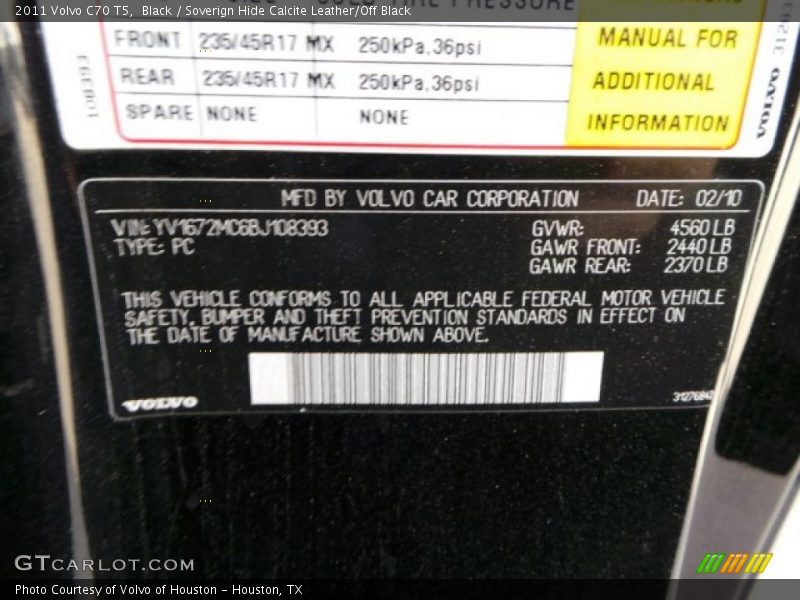 2011 Volvo C70 T5, Black / Soverign Hide Calcite Leather/Off Black
PRESSURE
FRONT 235/45R17 MX 250kPa,36psi
REAR 235/45R17 MX 250kPa,36psi
SPARE NONE NONE
MANUAL FOR
ADDITIONAL
INFORMATION
108393
VOLVO
MFD BY VOLVO CAR CORPORATION DATE: 02/10
VIN: YV1672MC6BJ108393
TYPE: PC
GVWR: 4560 LB
GAWR FRONT: 2440 LB
GAWR REAR: 2370 LB
THIS VEHICLE CONFORMS TO ALL APPLICABLE FEDERAL MOTOR VEHICLE
SAFETY, BUMPER AND THEFT PREVENTION STANDARDS IN EFFECT ON
THE DATE OF MANUFACTURE SHOWN ABOVE.
VOLVO
GTCARLOT.COM
Photo Courtesy of Volvo of Houston - Houston, TX